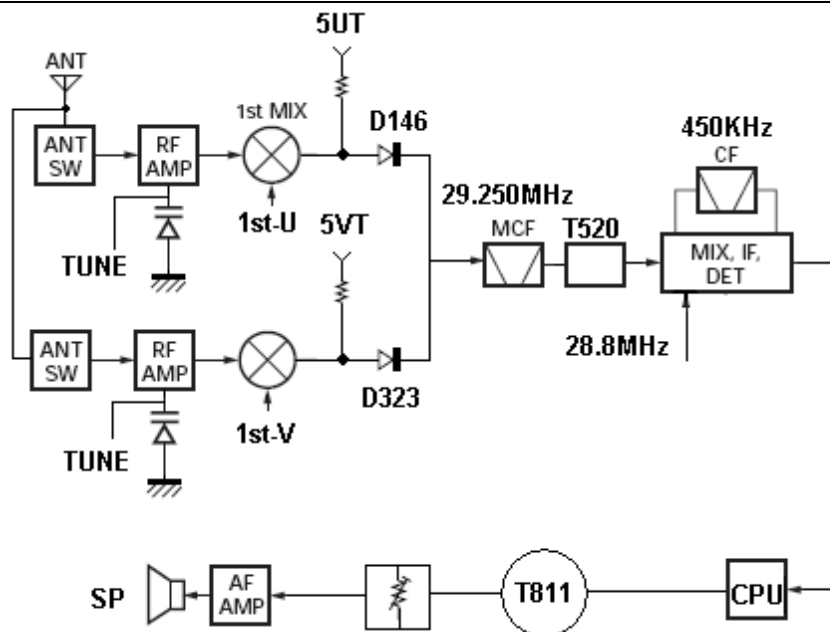 5UT
ANT
1st MIX
D146
450KHz
CF
ANT
SW
RF
AMP
29.250MHz
MCF
T520
1st-U
5VT
TUNE
MIX, IF,
DET
28.8MHz
ANT
SW
RF
AMP
D323
1st-V
TUNE
SP
AF
AMP
T811
CPU